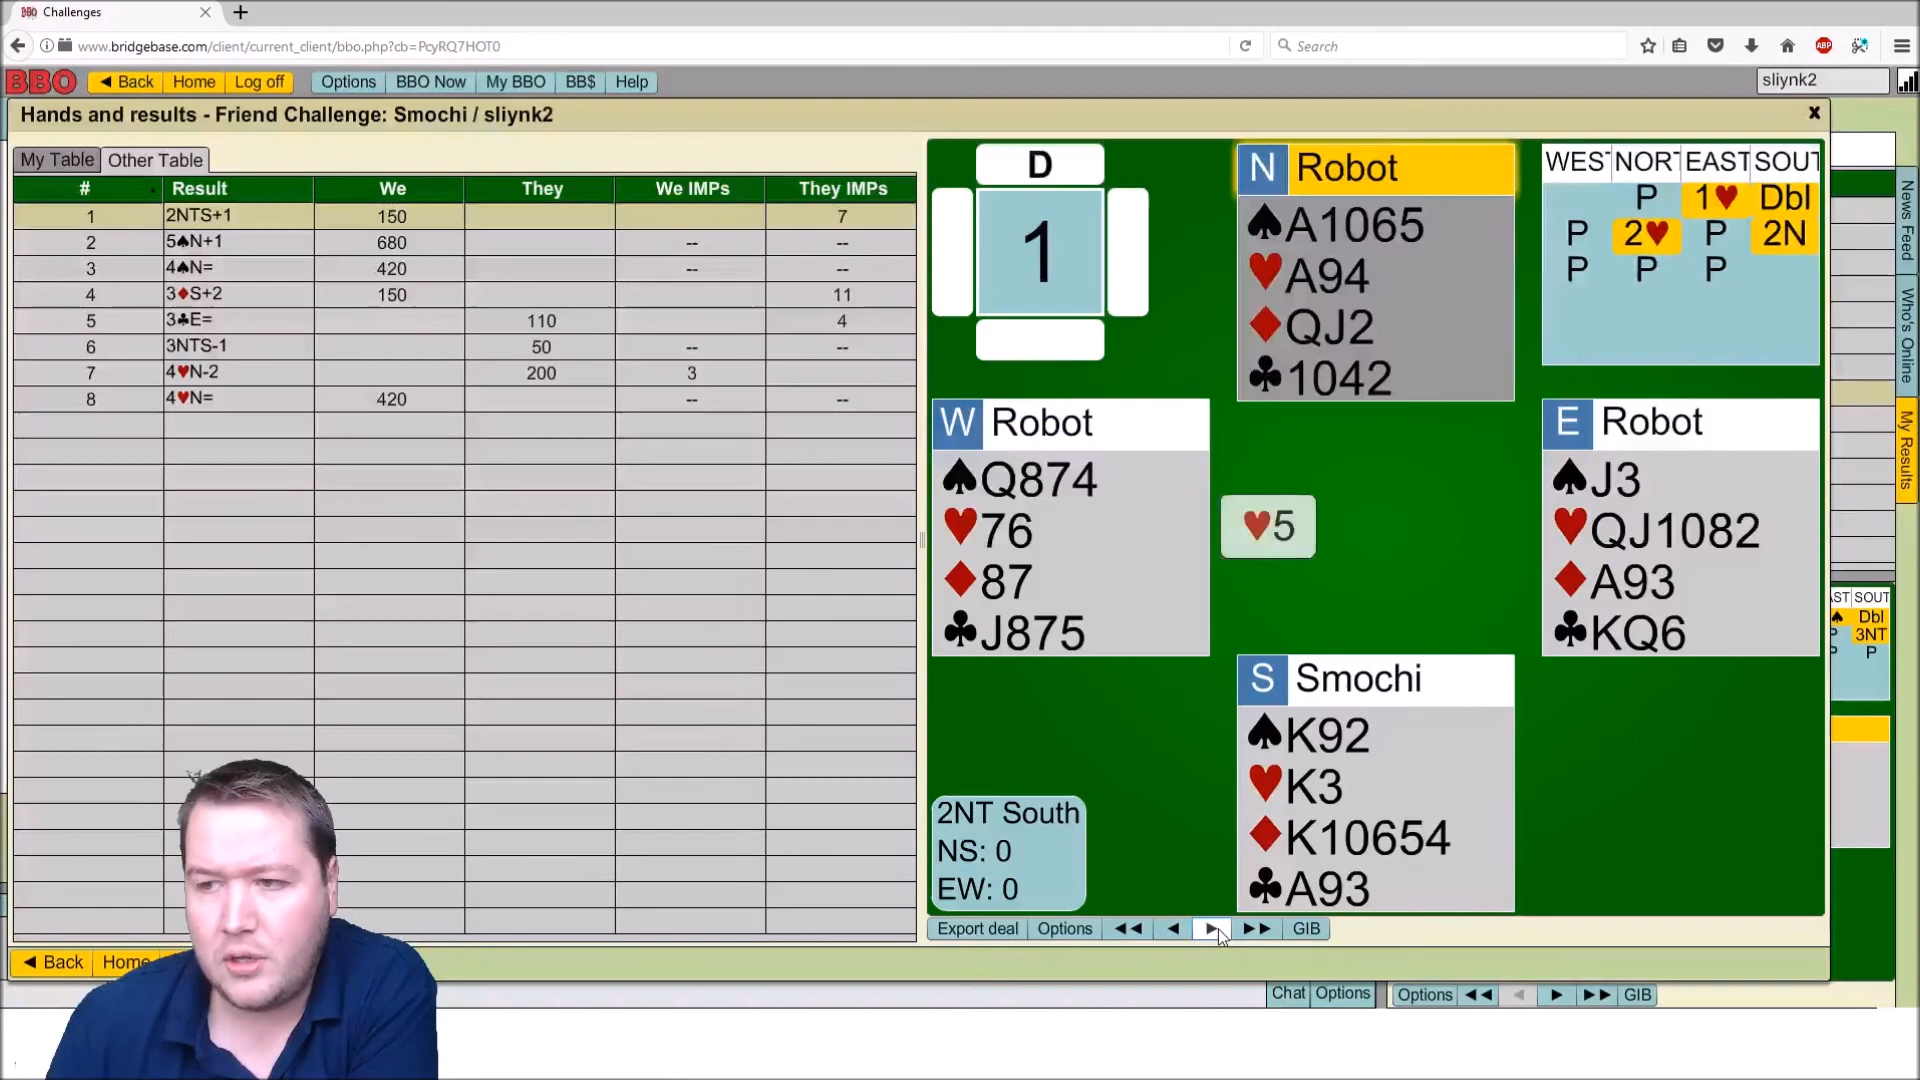 BBO Challenges
www.bridgebase.com/client/current_client/bbo.php?cb=PcyRQ7HOT0
Search
ABP
BBO
◄ Back Home Log off Options BBO Now My BBO BB$ Help
sliynk2
Hands and results - Friend Challenge: Smochi / sliynk2
x
My Table Other Table
# Result We They We IMPs They IMPs
1 2NTS+1 150 7
2 5♠N+1 680 -- --
3 4♠N= 420 -- --
4 3♦S+2 150 11
5 3♣E= 110 4
6 3NTS-1 50 -- --
7 4♥N-2 200 3
8 4♥N= 420 -- --
D
1
N Robot
♠A1065
♥A94
♦QJ2
♣1042
WEST NORT EAST SOUT
P 1♥ Dbl
P 2♥ P 2N
P P P
W Robot
♠Q874
♥76
♦87
♣J875
♥5
E Robot
♠J3
♥QJ1082
♦A93
♣KQ6
S Smochi
♠K92
♥K3
♦K10654
♣A93
2NT South
NS: 0
EW: 0
Export deal Options ◄◄ ◄ ► ►► GIB
◄ Back Home
Chat Options
Options ◄◄ ◄ ► ►► GIB
News Feed
Who's Online
My Results
AST SOUT
♠ Dbl
P 3NT
P P